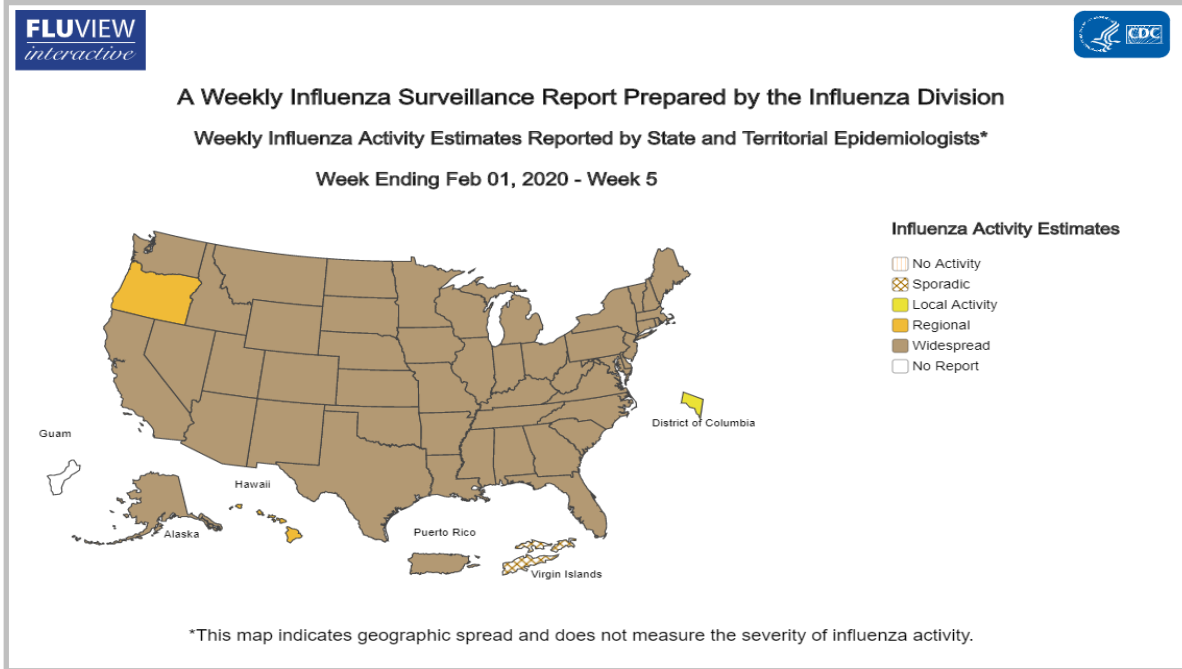 FLUVIEW
interactive
CDC
A Weekly Influenza Surveillance Report Prepared by the Influenza Division
Weekly Influenza Activity Estimates Reported by State and Territorial Epidemiologists*
Week Ending Feb 01, 2020 - Week 5
Influenza Activity Estimates
No Activity
Sporadic
Local Activity
Regional
Widespread
No Report
District of Columbia
Guam
Hawaii
Alaska
Puerto Rico
Virgin Islands
*This map indicates geographic spread and does not measure the severity of influenza activity.